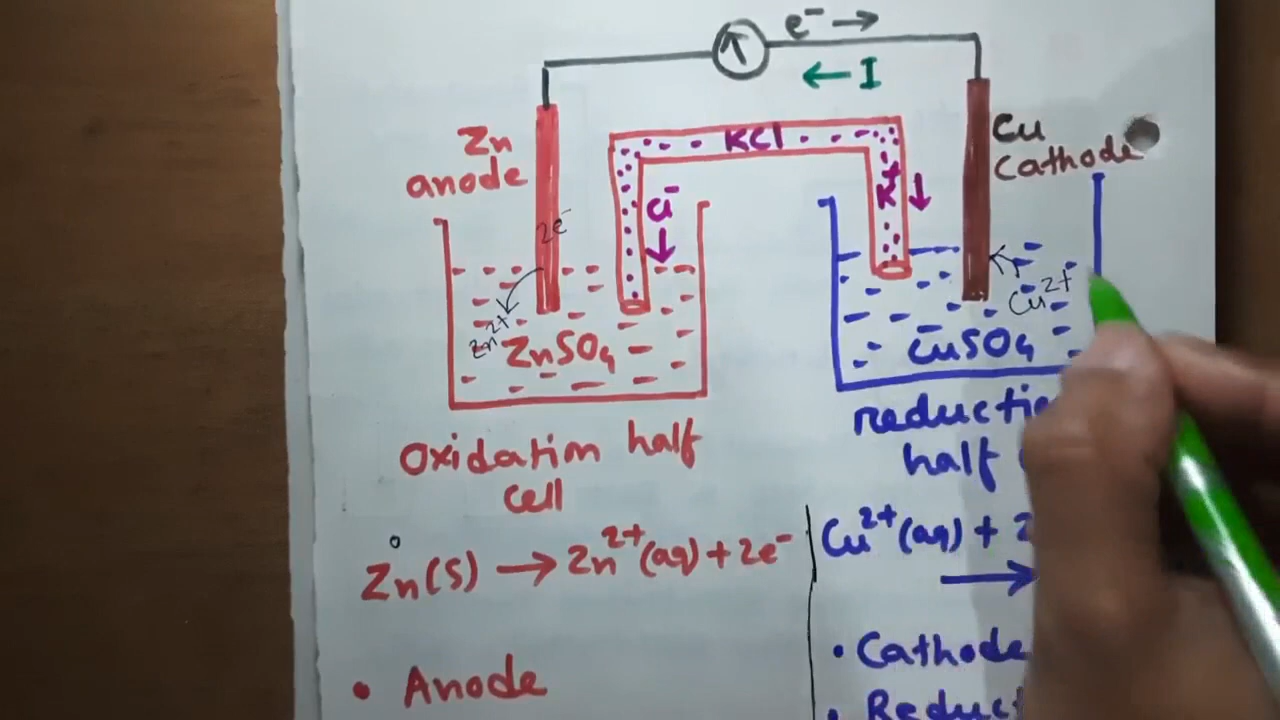 e⁻ →
← I
Zn
anode
KCl
Cu
Cathode
Cl⁻
K⁺
2e⁻
Zn²⁺
Cu²⁺
ZnSO₄
CuSO₄
oxidation half
cell
half
Zn(s) → Zn²⁺(aq) + 2e⁻
Cu²⁺(aq) +
→
• Anode
• Cathode